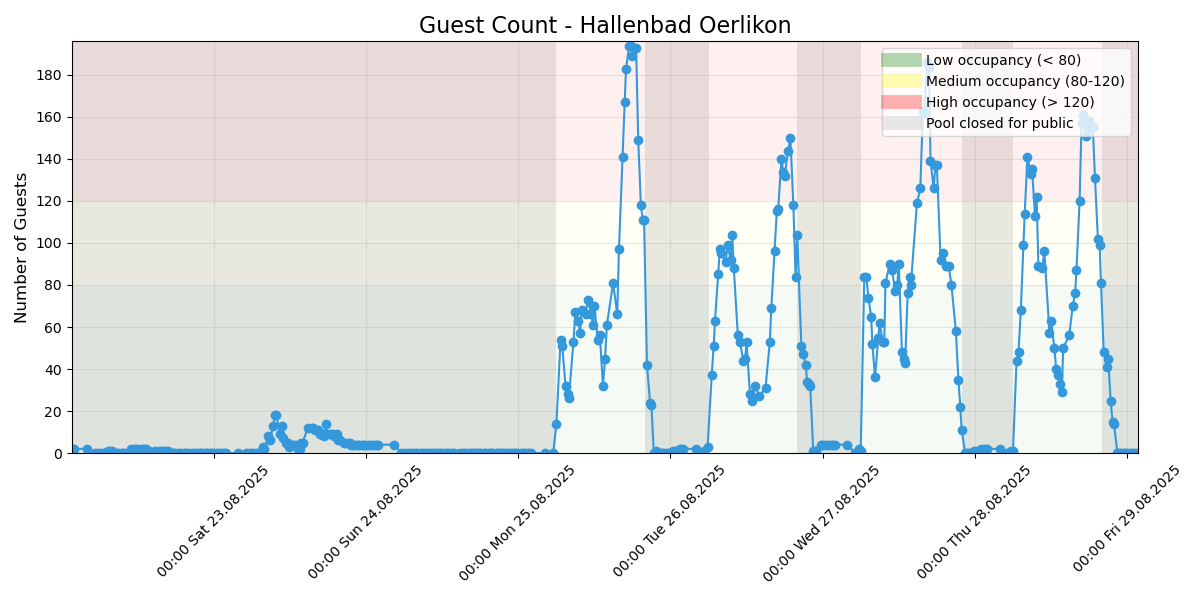 Guest Count - Hallenbad Oerlikon
Number of Guests
180
160
140
120
100
80
60
40
20
0
Low occupancy (< 80)
Medium occupancy (80-120)
High occupancy (> 120)
Pool closed for public
00:00 Sat 23.08.2025
00:00 Sun 24.08.2025
00:00 Mon 25.08.2025
00:00 Tue 26.08.2025
00:00 Wed 27.08.2025
00:00 Thu 28.08.2025
00:00 Fri 29.08.2025